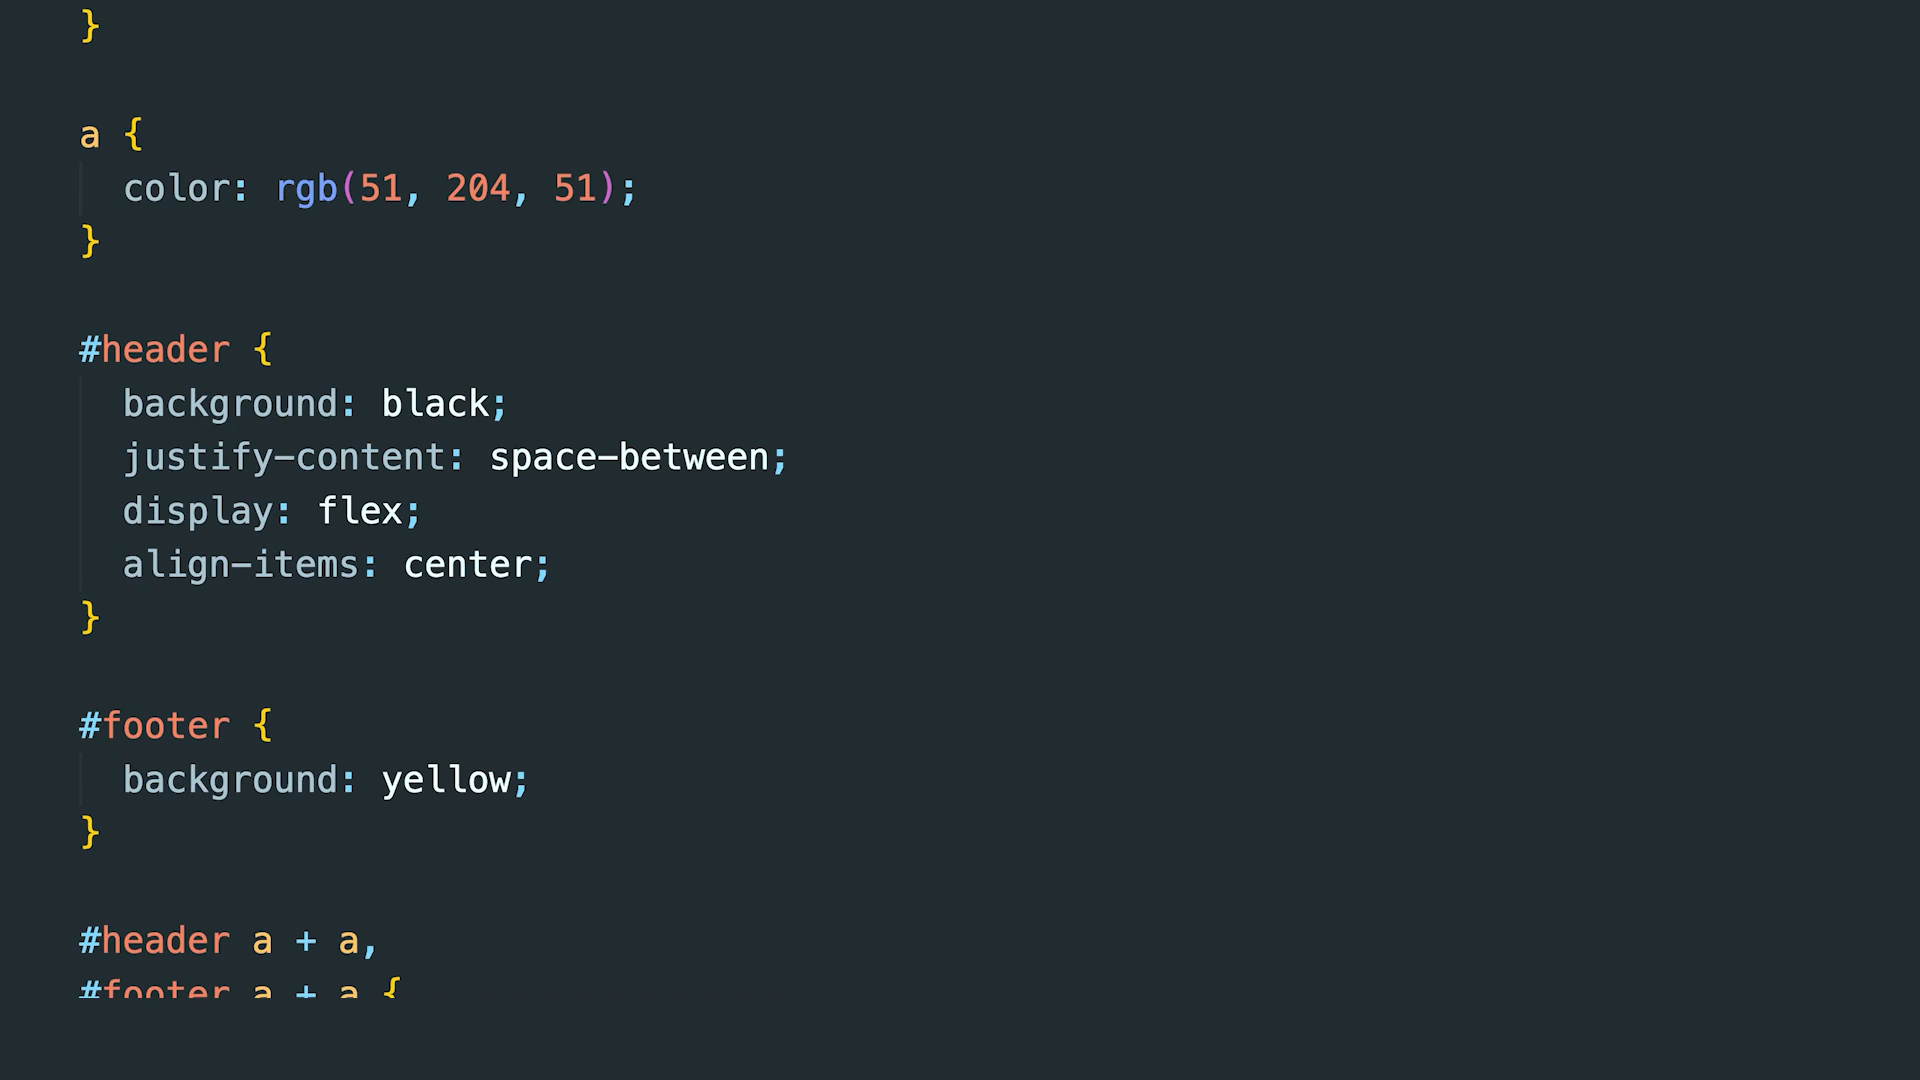 }
a {
color: rgb(51, 204, 51);
}
#header {
background: black;
justify-content: space-between;
display: flex;
align-items: center;
}
#footer {
background: yellow;
}
#header a + a,
#footer a + a {